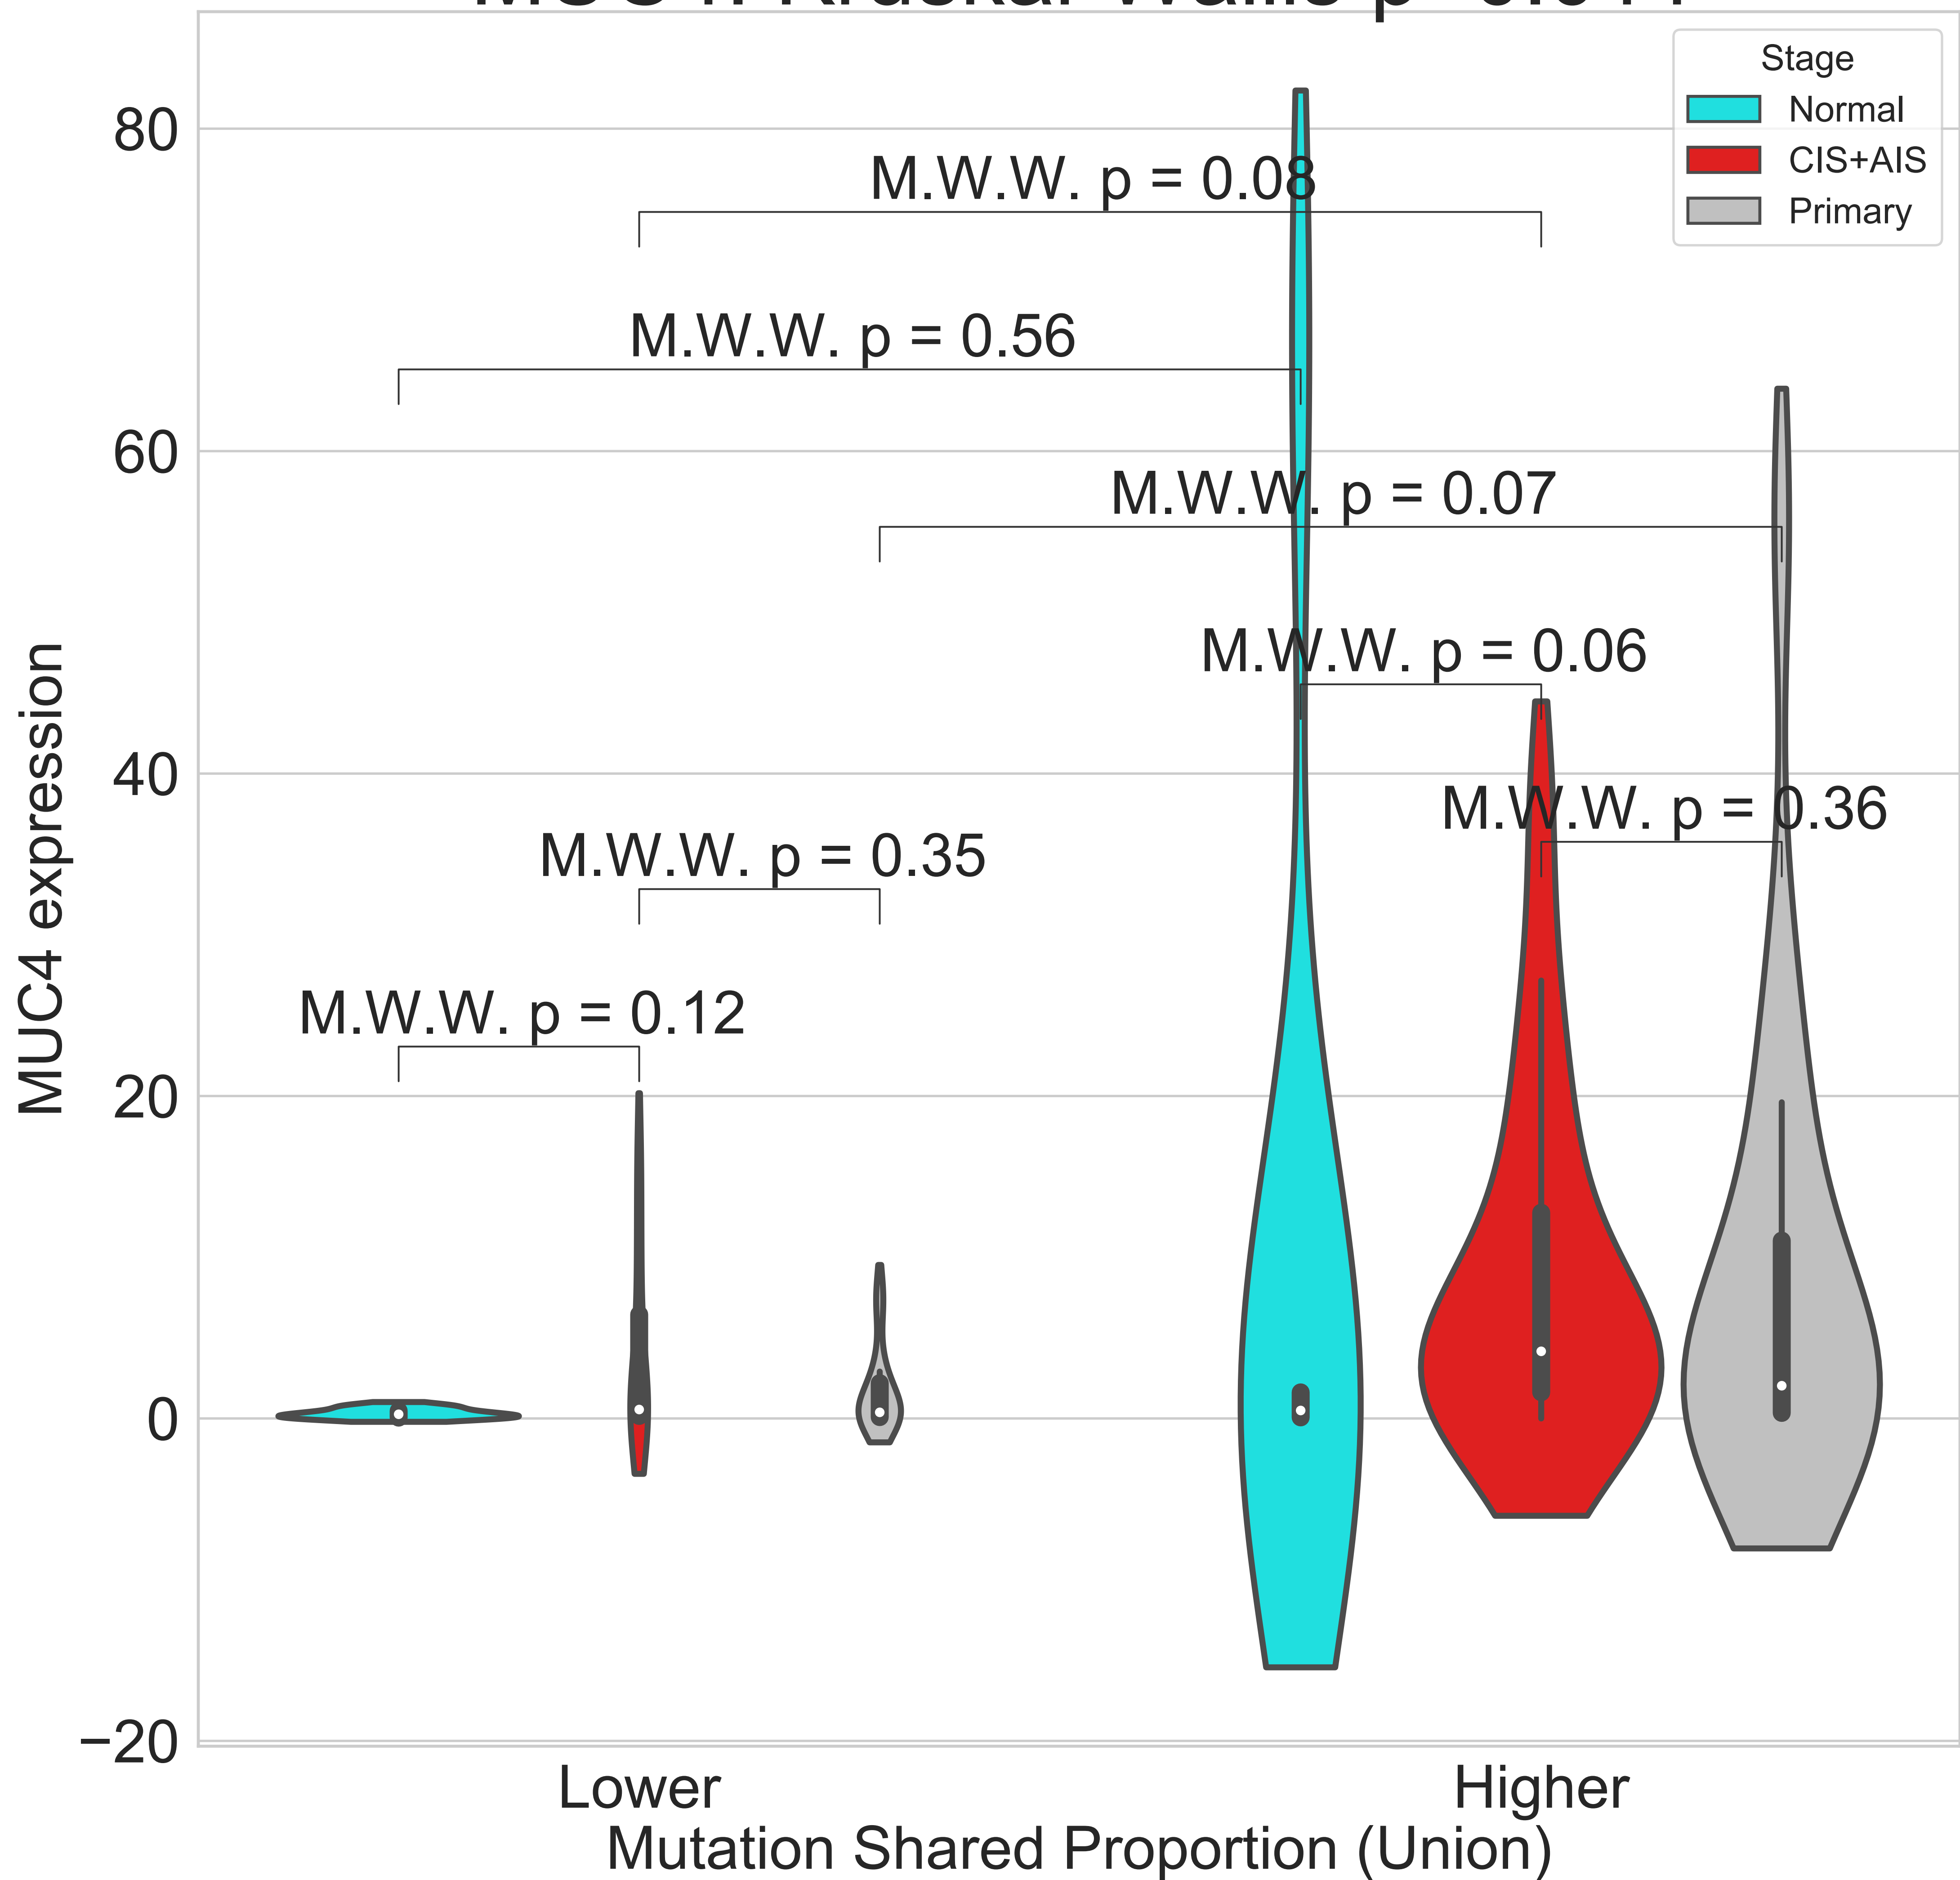 Stage
Normal
CIS+AIS
Primary
80
60
40
20
0
−20
MUC4 expression
M.W.W. p = 0.08
M.W.W. p = 0.56
M.W.W. p = 0.07
M.W.W. p = 0.06
M.W.W. p = 0.36
M.W.W. p = 0.35
M.W.W. p = 0.12
Lower
Higher
Mutation Shared Proportion (Union)